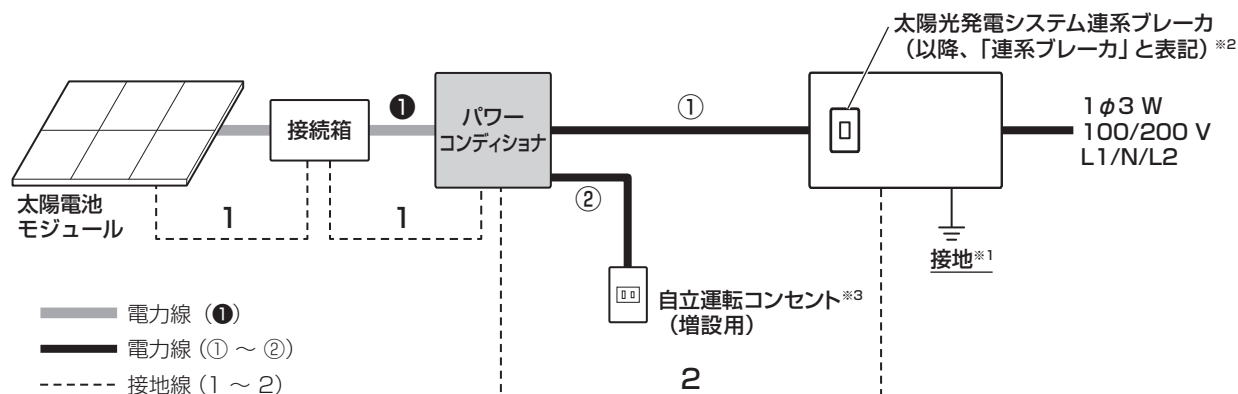 太陽光発電システム連系ブレーカ
（以降、「連系ブレーカ」と表記）※2
❶
パワー
コンディショナ
①
1φ3 W
100/200 V
L1/N/L2
接続箱
太陽電池
モジュール
1
1
②
接地※1
自立運転コンセント※3
（増設用）
電力線（❶）
電力線（① ～ ②）
接地線（1 ～ 2）
2